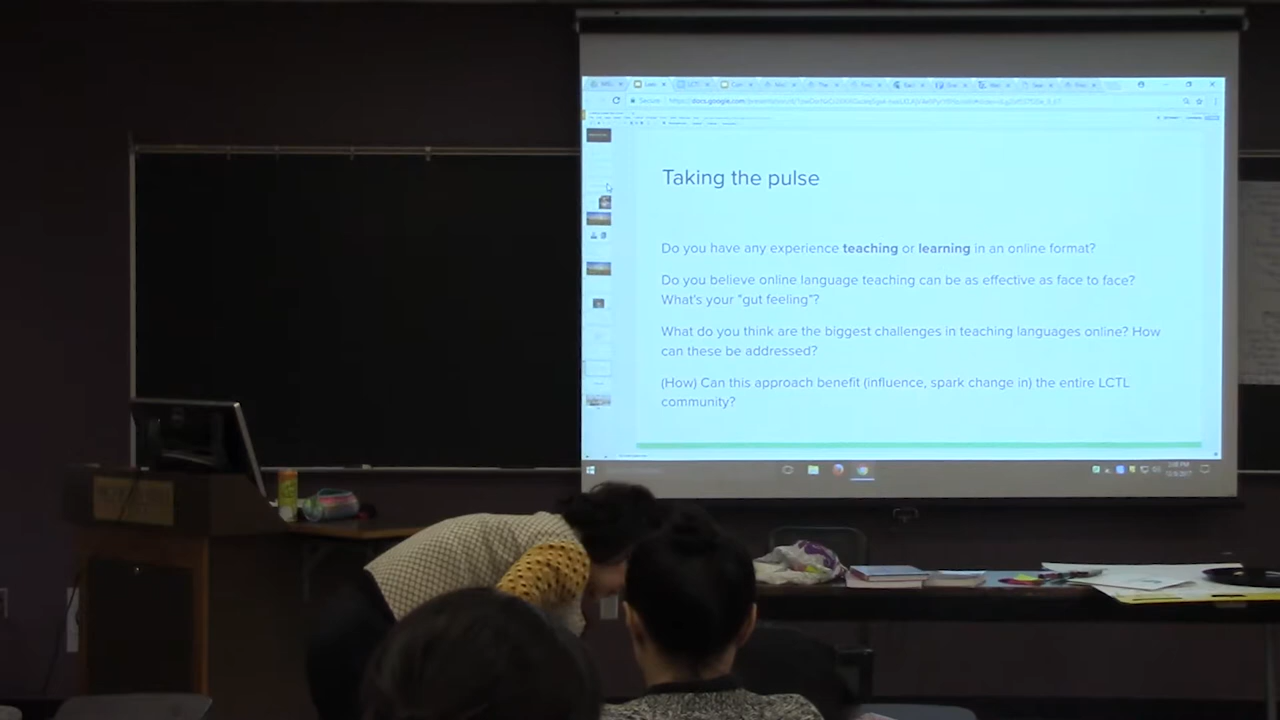 Secure
Taking the pulse
Do you have any experience teaching or learning in an online format?
Do you believe online language teaching can be as effective as face to face?
What's your "gut feeling"?
What do you think are the biggest challenges in teaching languages online? How
can these be addressed?
(How) Can this approach benefit (influence, spark change in) the entire LCTL
community?